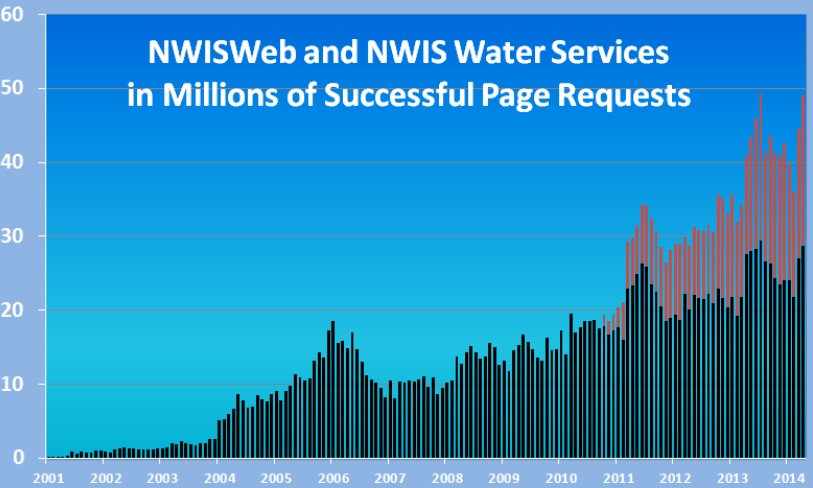 NWISWeb and NWIS Water Services
in Millions of Successful Page Requests
60
50
40
30
20
10
0
2001 2002 2003 2004 2005 2006 2007 2008 2009 2010 2011 2012 2013 2014